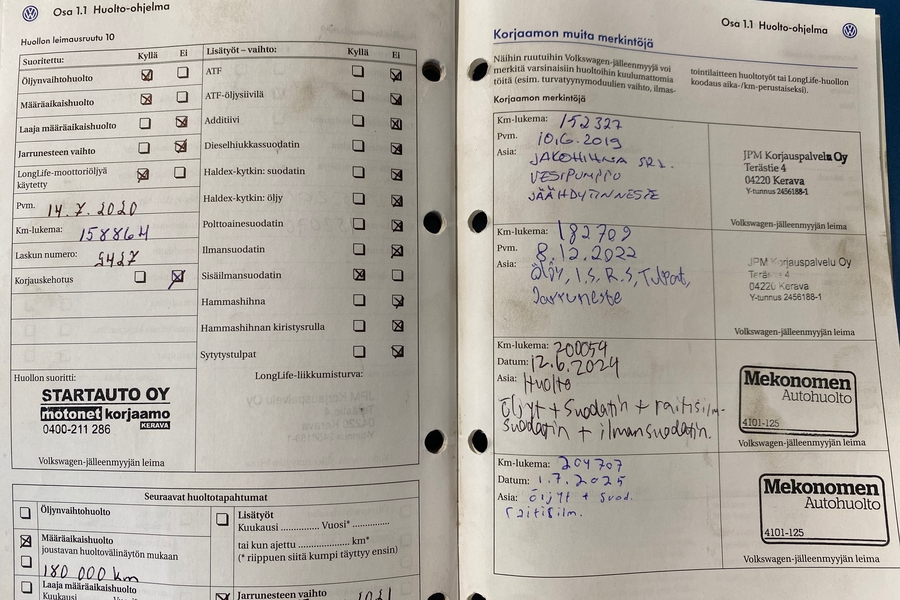 Osa 1.1 Huolto-ohjelma
Huollon leimausruutu 10
Suoritettu: Kyllä Ei
Öljynvaihtohuolto
Määräaikaishuolto
Laaja määräaikaishuolto
Jarrunesteen vaihto
LongLife-moottoriöljyä
käytetty
Pvm. 14.7.2020
Km-lukema: 158864
Laskun numero: 5427
Korjauskehotus
Lisätyöt – vaihto: Kyllä Ei
ATF
ATF-öljysiivilä
Additiivi
Dieselhiukkassuodatin
Haldex-kytkin: suodatin
Haldex-kytkin: öljy
Polttoainesuodatin
Ilmansuodatin
Sisäilmansuodatin
Hammashihna
Hammashihnan kiristysrulla
Sytytystulpat
Huollon suoritti:
STARTAUTO OY
motonet korjaamo
KERAVA
0400-211 286
Volkswagen-jälleenmyyjän leima
LongLife-liikkumisturva:
Seuraavat huoltotapahtumat
Öljynvaihtohuolto
Määräaikaishuolto
joustavan huoltovälinäytön mukaan
180 000 km
Laaja määräaikaishuolto
Kuukausi
Lisätyöt
Kuukausi .............. Vuosi* ..............
tai kun ajettu ...................... km*
(* riippuen siitä kumpi täyttyy ensin)
Jarrunesteen vaihto
Osa 1.1 Huolto-ohjelma
Korjaamon muita merkintöjä
Näihin ruutuihin Volkswagen-jälleenmyyjä voi
merkitä varsinaisiin huoltoihin kuulumattomia
töitä (esim. turvatyynymoduulien vaihto, ilmas-
tointilaitteen huoltotyöt tai LongLife-huollon
koodaus aika-/km-perustaiseksi).
Korjaamon merkintöjä
Km-lukema: 152327
Pvm. 10.6.2019
Asia: JAKOHIHNA SRJ.
VESIPUMPPU
JÄÄHDYTINNESTE
JPM Korjauspalvelu Oy
Terästie 4
04220 Kerava
Y-tunnus 2456188-1
Volkswagen-jälleenmyyjän leima
Km-lukema: 182709
Pvm. 8.12.2022
Asia: Öljy, I.S, R.S, Tulpat,
Jarruneste
JPM Korjauspalvelu Oy
Terästie 4
04220 Kerava
Y-tunnus 2456188-1
Volkswagen-jälleenmyyjän leima
Km-lukema: 200054
Datum: 12.6.2024
Asia: Huolto
Öljyt + Suodatin + raitisilm-
suodatin + ilmansuodatin.
Mekonomen
Autohuolto
4101-125
Volkswagen-jälleenmyyjän leima
Km-lukema: 204707
Datum: 1.7.2025
Asia: öljyt + suod.
raitisilm.
Mekonomen
Autohuolto
4101-125
Volkswagen-jälleenmyyjän leima